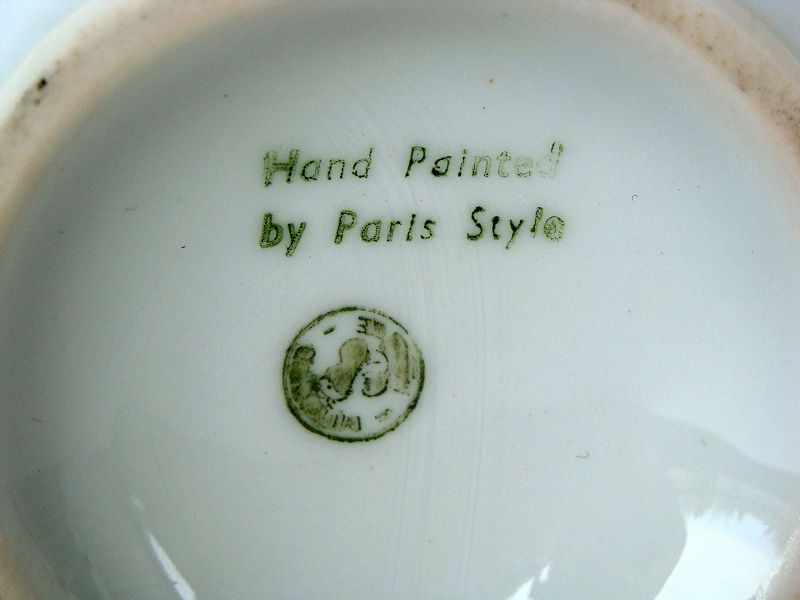 Hand Painted
by Paris Style